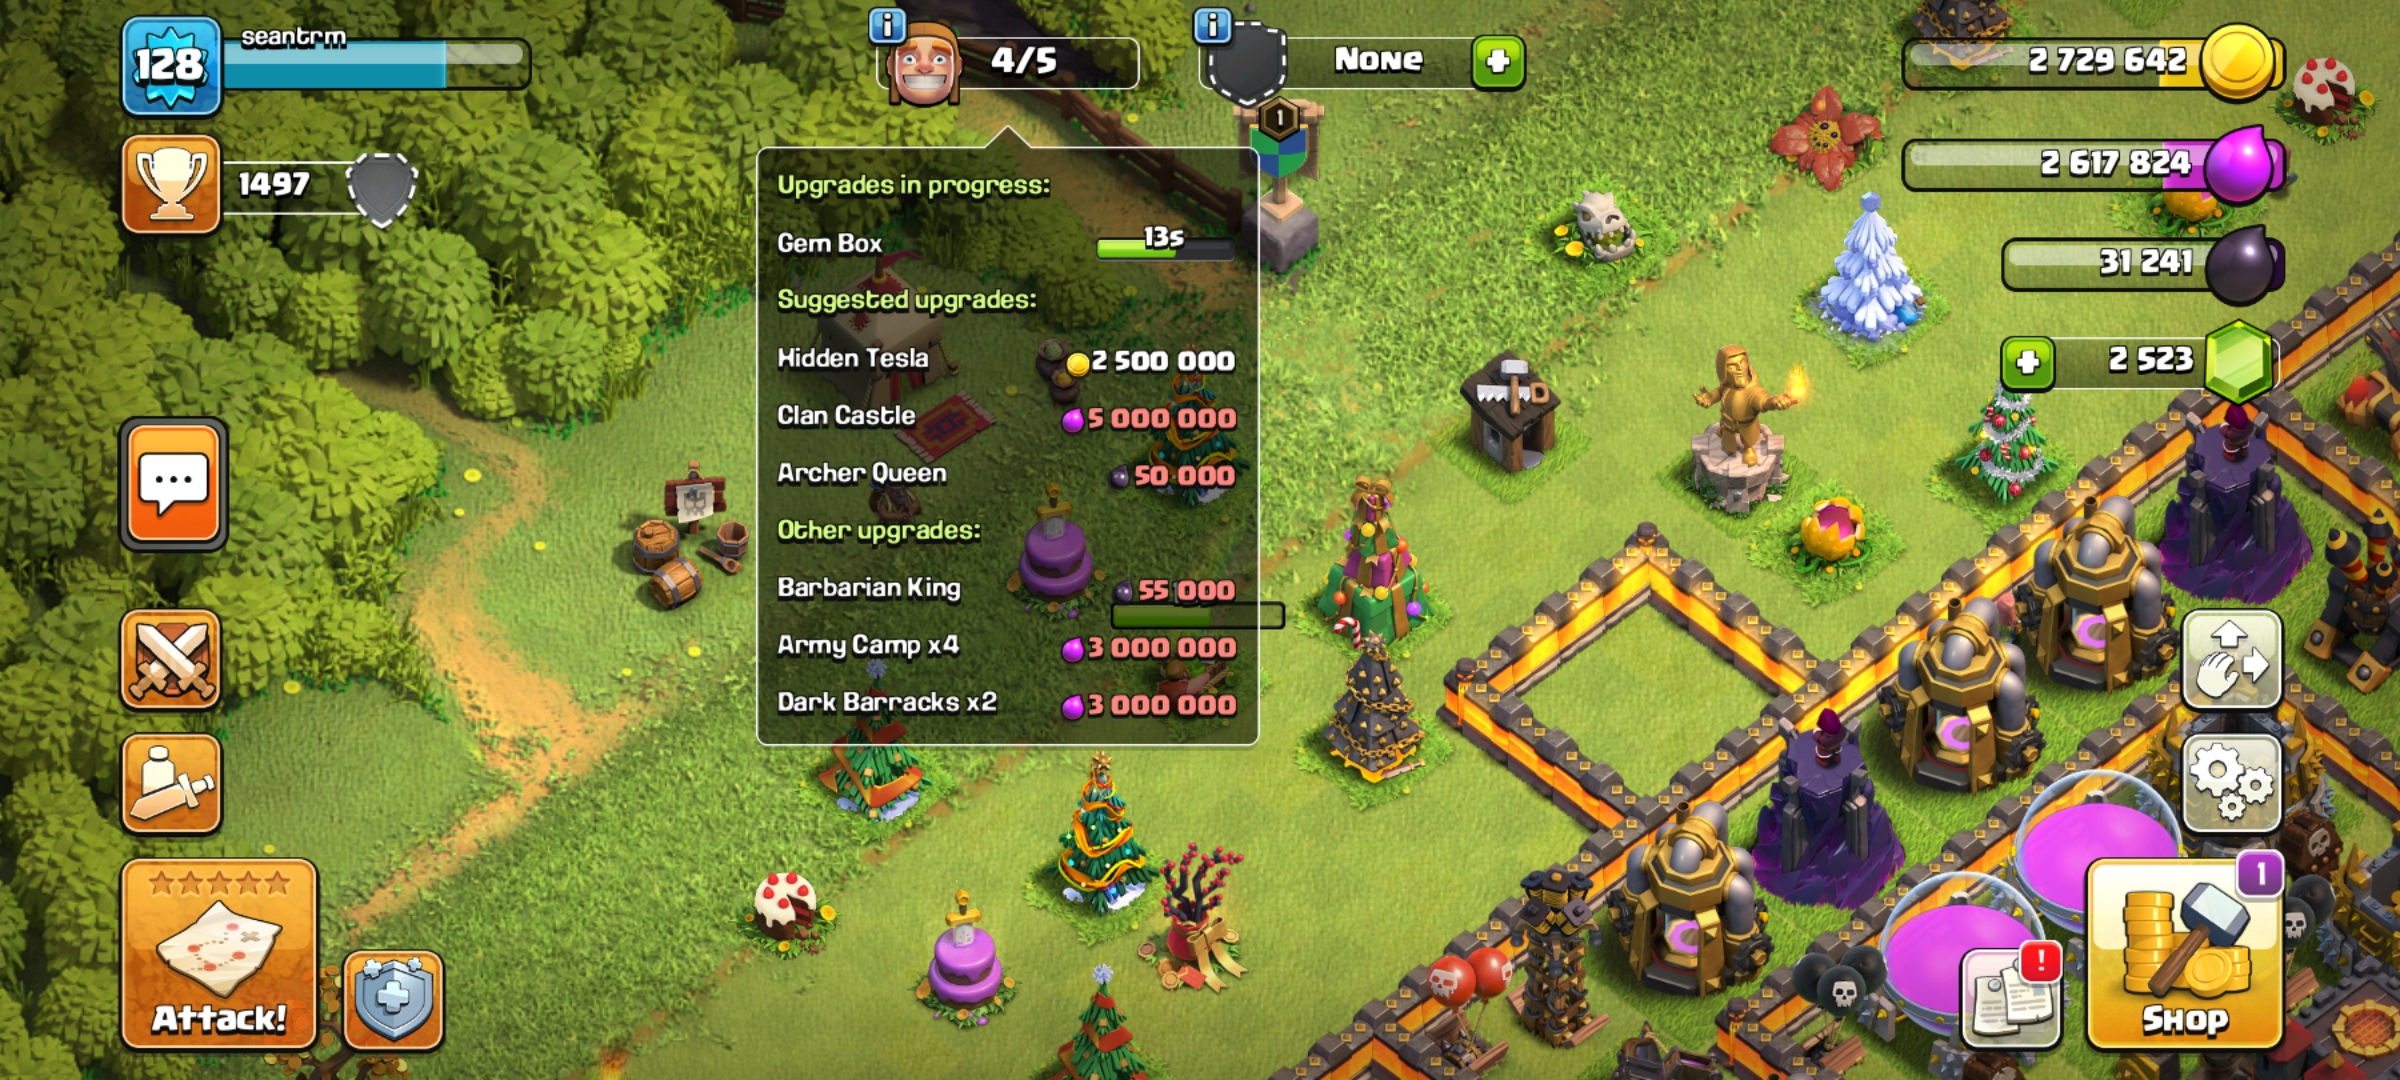 128
seantrm
i
4/5
i
None
+
2 729 642
1497
1
2 617 824
31 241
+
2 523
Upgrades in progress:
Gem Box
13s
Suggested upgrades:
Hidden Tesla
2 500 000
Clan Castle
5 000 000
Archer Queen
50 000
Other upgrades:
Barbarian King
55 000
Army Camp x4
3 000 000
Dark Barracks x2
3 000 000
Attack!
!
1
Shop